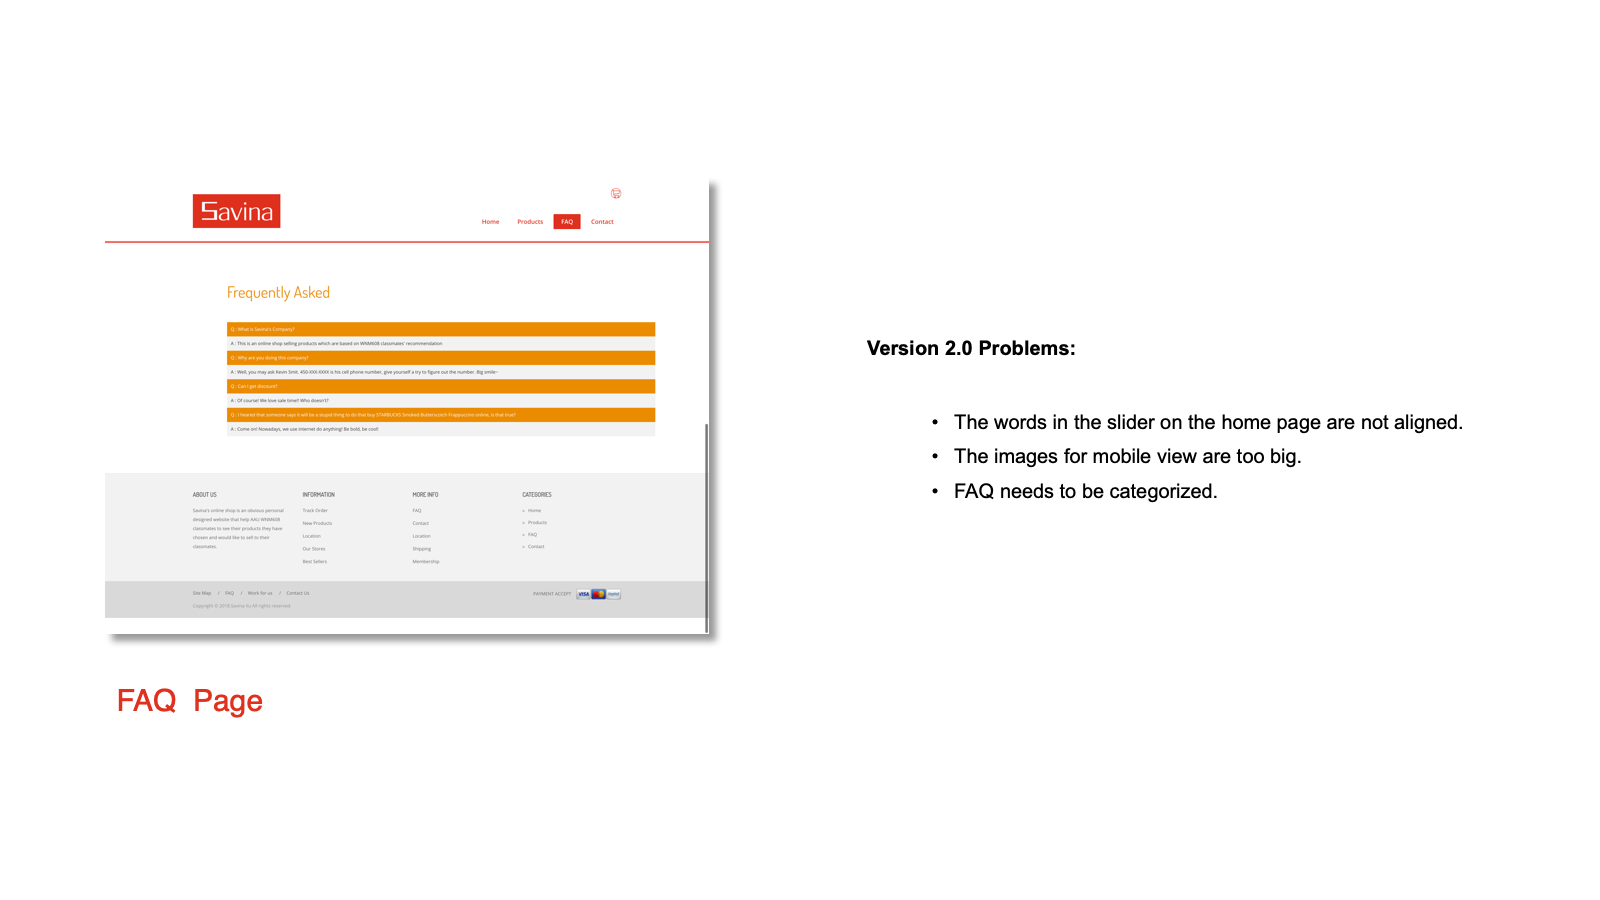 Savina
Home Products FAQ Contact
Frequently Asked
Q : What is Savina's Company?
A : This is an online shop selling products which are based on WNM608 classmates' recommendation
Q : Why are you doing this company?
A : Well, you may ask Kevin Smit. 450-XXX-XXXX is his cell phone number, give yourself a try to figure out the number. Big smile~
Q : Can I get discount?
A : Of course! We love sale time!! Who doesn't?
Q : I heared that someone says it will be a stupid thing to do that buy STARBUCKS Smoked Butterscotch Frappuccino online, is that true?
A : Come on! Nowadays, we use internet do anything! Be bold, be cool!
ABOUT US
Savina's online shop is an obvious personal
designed website that help AAU WNM608
classmates to see their products they have
chosen and would like to sell to their
classmates.
INFORMATION
Track Order
New Products
Location
Our Stores
Best Sellers
MORE INFO
FAQ
Contact
Location
Shipping
Membership
CATEGORIES
Home
Products
FAQ
Contact
Site Map / FAQ / Work for us / Contact Us
Copyright © 2016 Savina Xu All rights reserved.
PAYMENT ACCEPT VISA PayPal
FAQ Page
Version 2.0 Problems:
• The words in the slider on the home page are not aligned.
• The images for mobile view are too big.
• FAQ needs to be categorized.